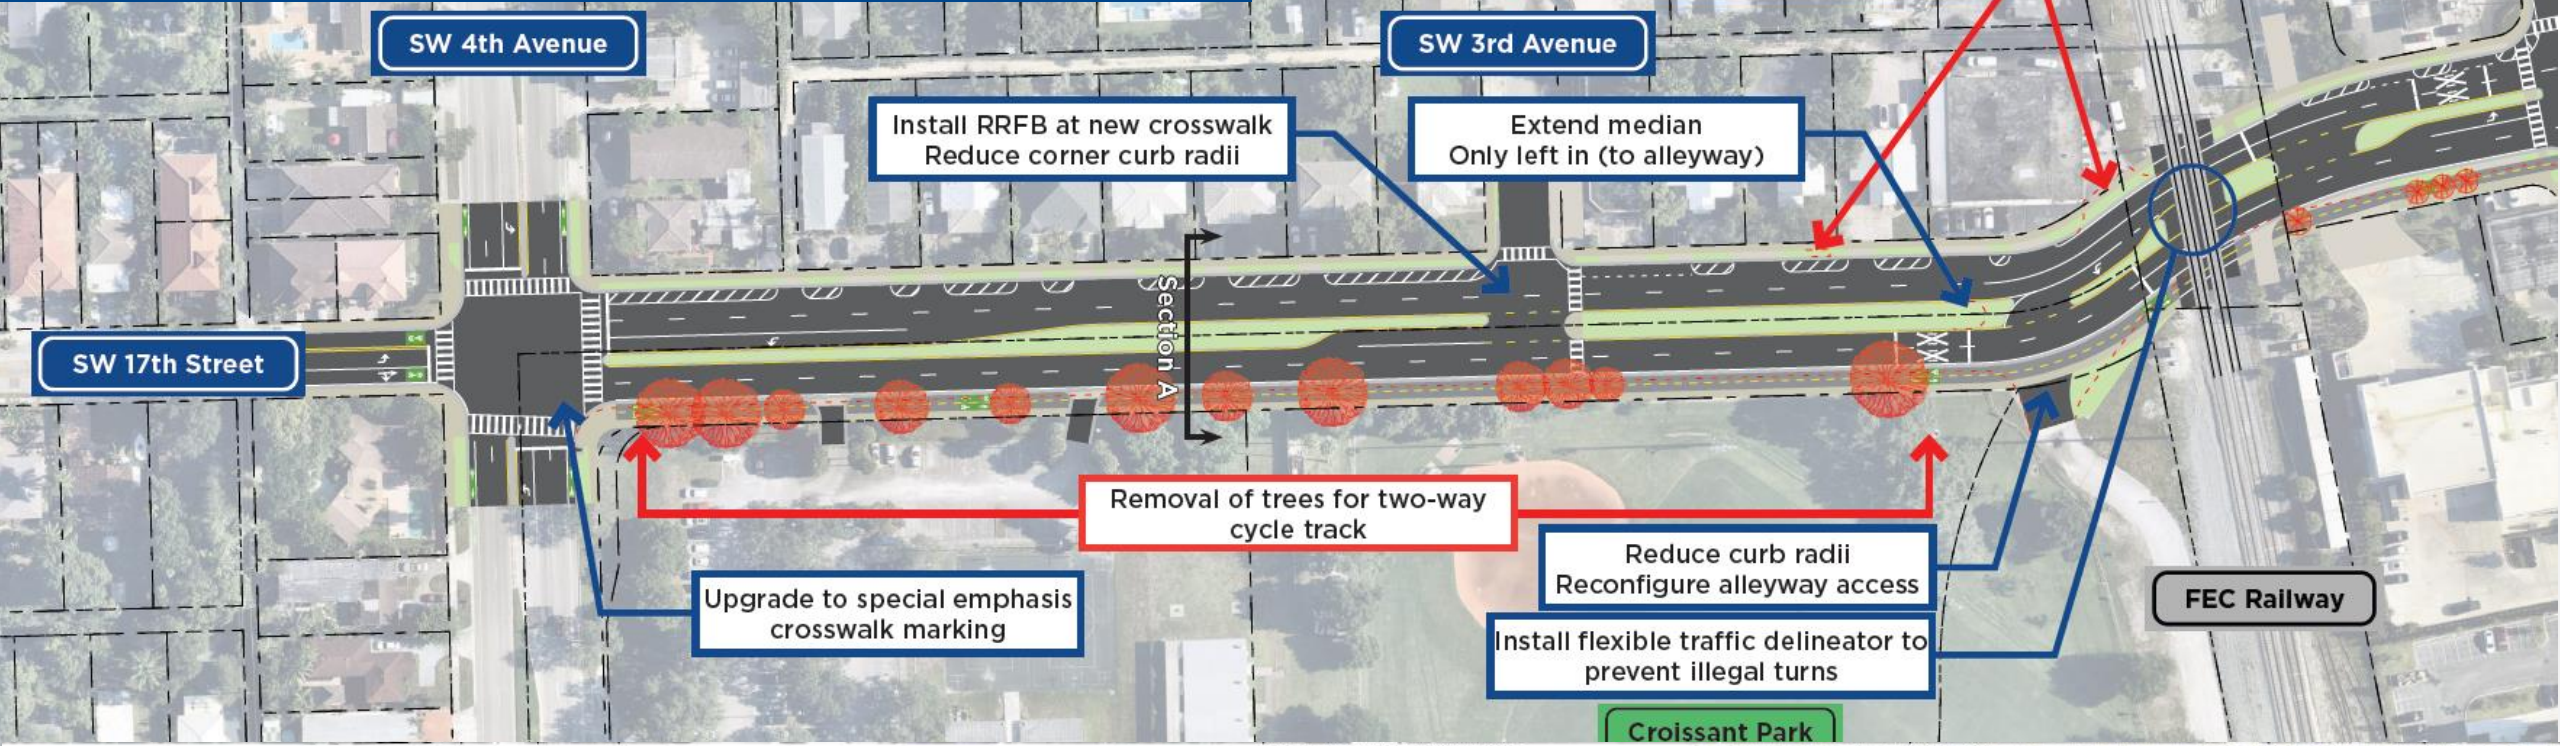 SW 4th Avenue
SW 3rd Avenue
Install RRFB at new crosswalk
Reduce corner curb radii
Extend median
Only left in (to alleyway)
SW 17th Street
Section A
Removal of trees for two-way
cycle track
Upgrade to special emphasis
crosswalk marking
Reduce curb radii
Reconfigure alleyway access
Install flexible traffic delineator to
prevent illegal turns
FEC Railway
Croissant Park